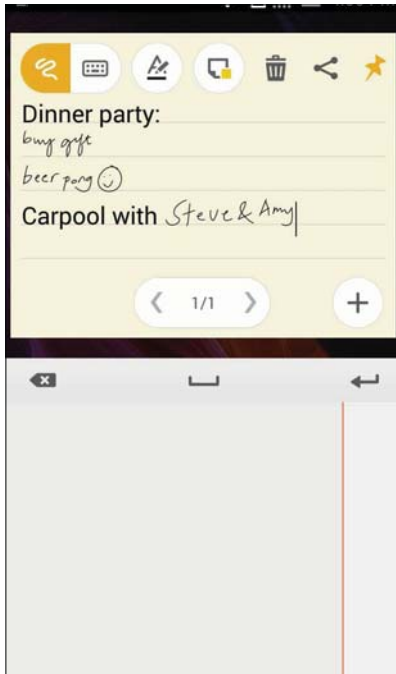 Dinner party:
buy gift
beer pong ☺
Carpool with Steve & Amy
1/1